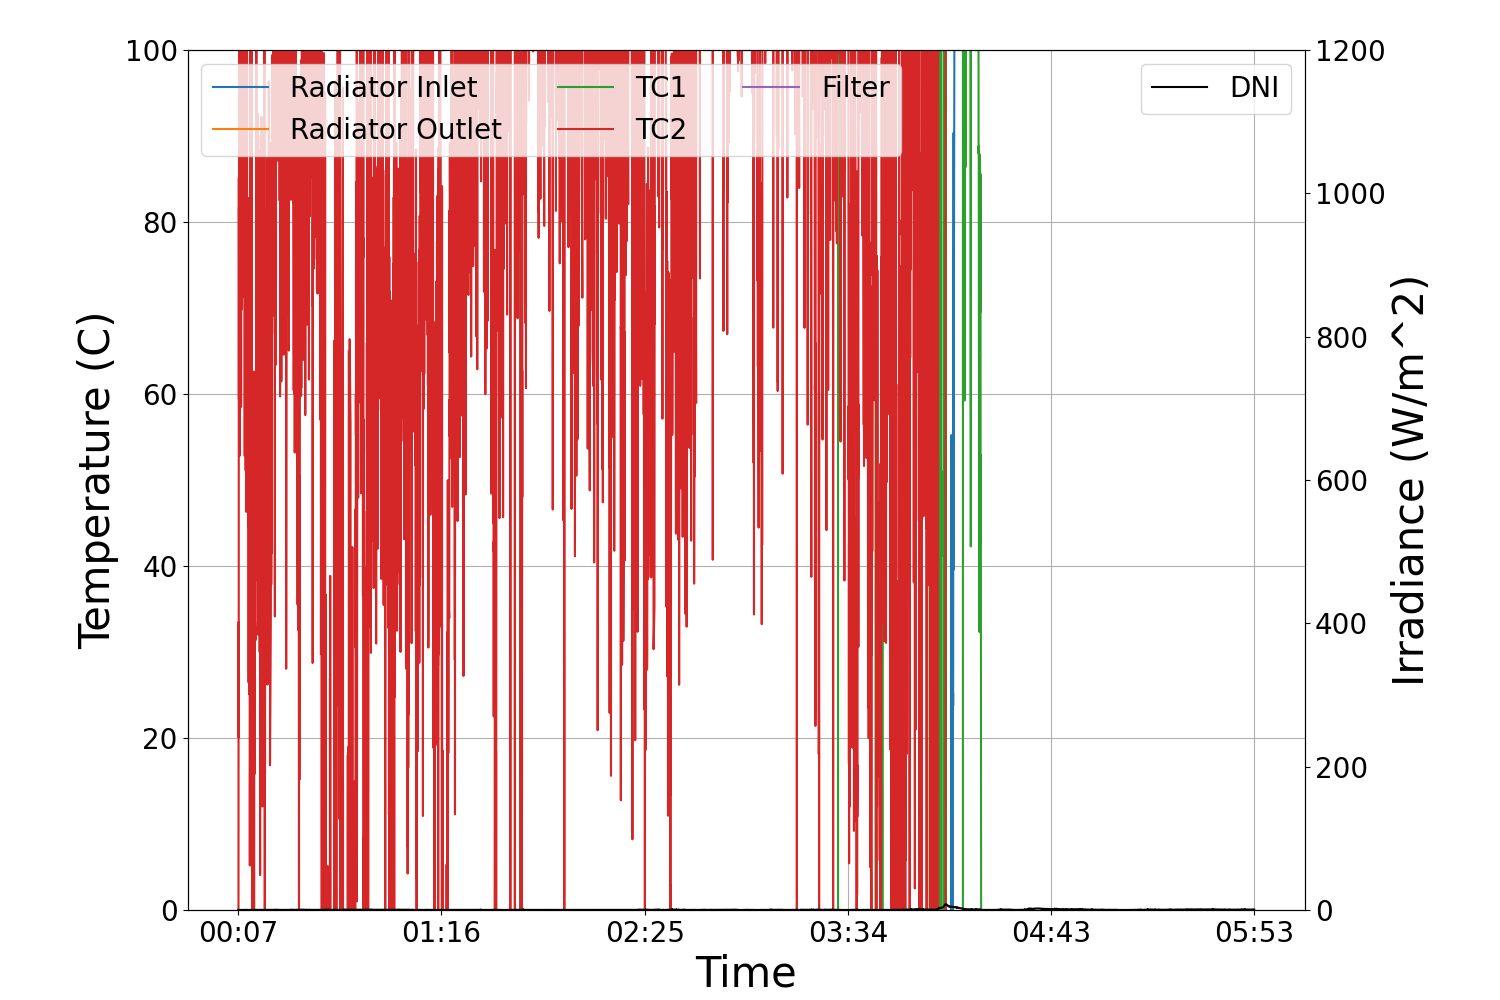 100
80
60
40
20
0
Temperature (C)
Radiator Inlet
Radiator Outlet
TC1
TC2
Filter
DNI
1200
1000
800
600
400
200
0
Irradiance (W/m^2)
00:07 01:16 02:25 03:34 04:43 05:53
Time